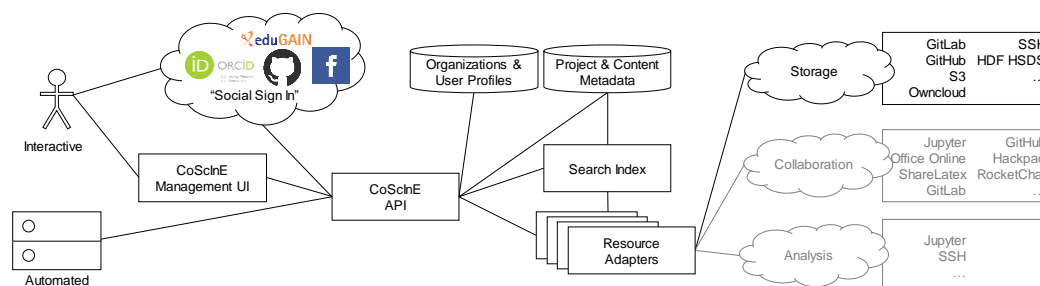 eduGAIN
iD ORCID
f
"Social Sign In"
Interactive
CoScInE
Management UI
Automated
CoScInE
API
Organizations &
User Profiles
Project & Content
Metadata
Search Index
Resource
Adapters
Storage
GitLab SSH
GitHub HDF HSDS
S3 ...
Owncloud
Collaboration
Jupyter GitHub
Office Online Hackpad
ShareLatex RocketCha
GitLab ...
Analysis
Jupyter
SSH
...